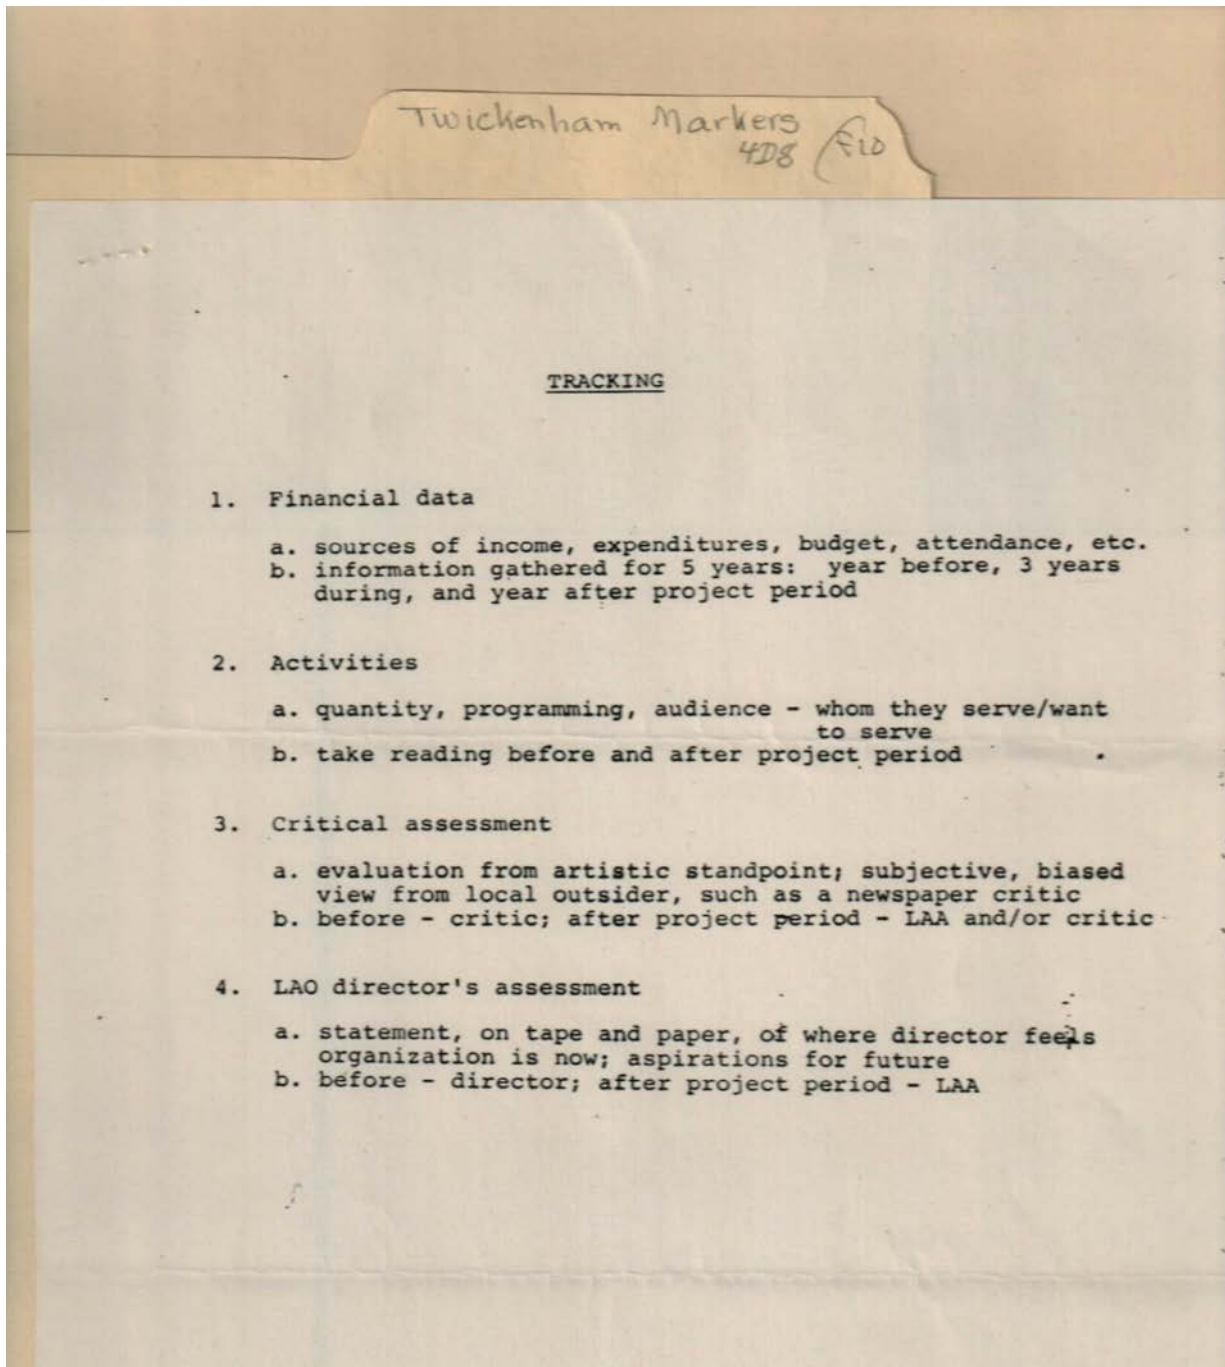 Twickenham Markers
4D8 F10
TRACKING
1. Financial data
a. sources of income, expenditures, budget, attendance, etc.
b. information gathered for 5 years: year before, 3 years
during, and year after project period
2. Activities
a. quantity, programming, audience - whom they serve/want
to serve
b. take reading before and after project period
3. Critical assessment
a. evaluation from artistic standpoint; subjective, biased
view from local outsider, such as a newspaper critic
b. before - critic; after project period - LAA and/or critic
4. LAO director's assessment
a. statement, on tape and paper, of where director feels
organization is now; aspirations for future
b. before - director; after project period - LAA